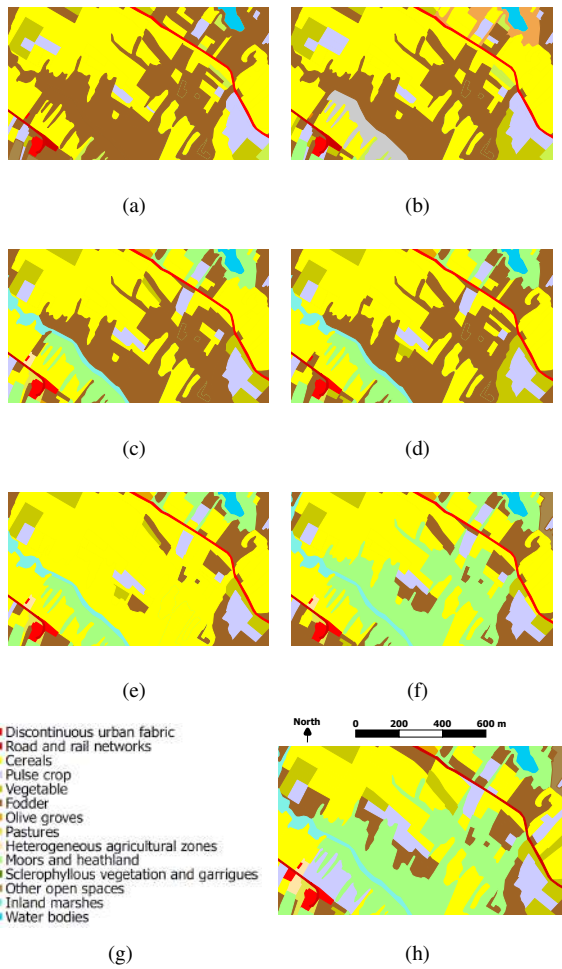 (a)
(b)
(c)
(d)
(e)
(f)
Discontinuous urban fabric
Road and rail networks
Cereals
Pulse crop
Vegetable
Fodder
Olive groves
Pastures
Heterogeneous agricultural zones
Moors and heathland
Sclerophyllous vegetation and garrigues
Other open spaces
Inland marshes
Water bodies
North
0 200 400 600 m
(g)
(h)